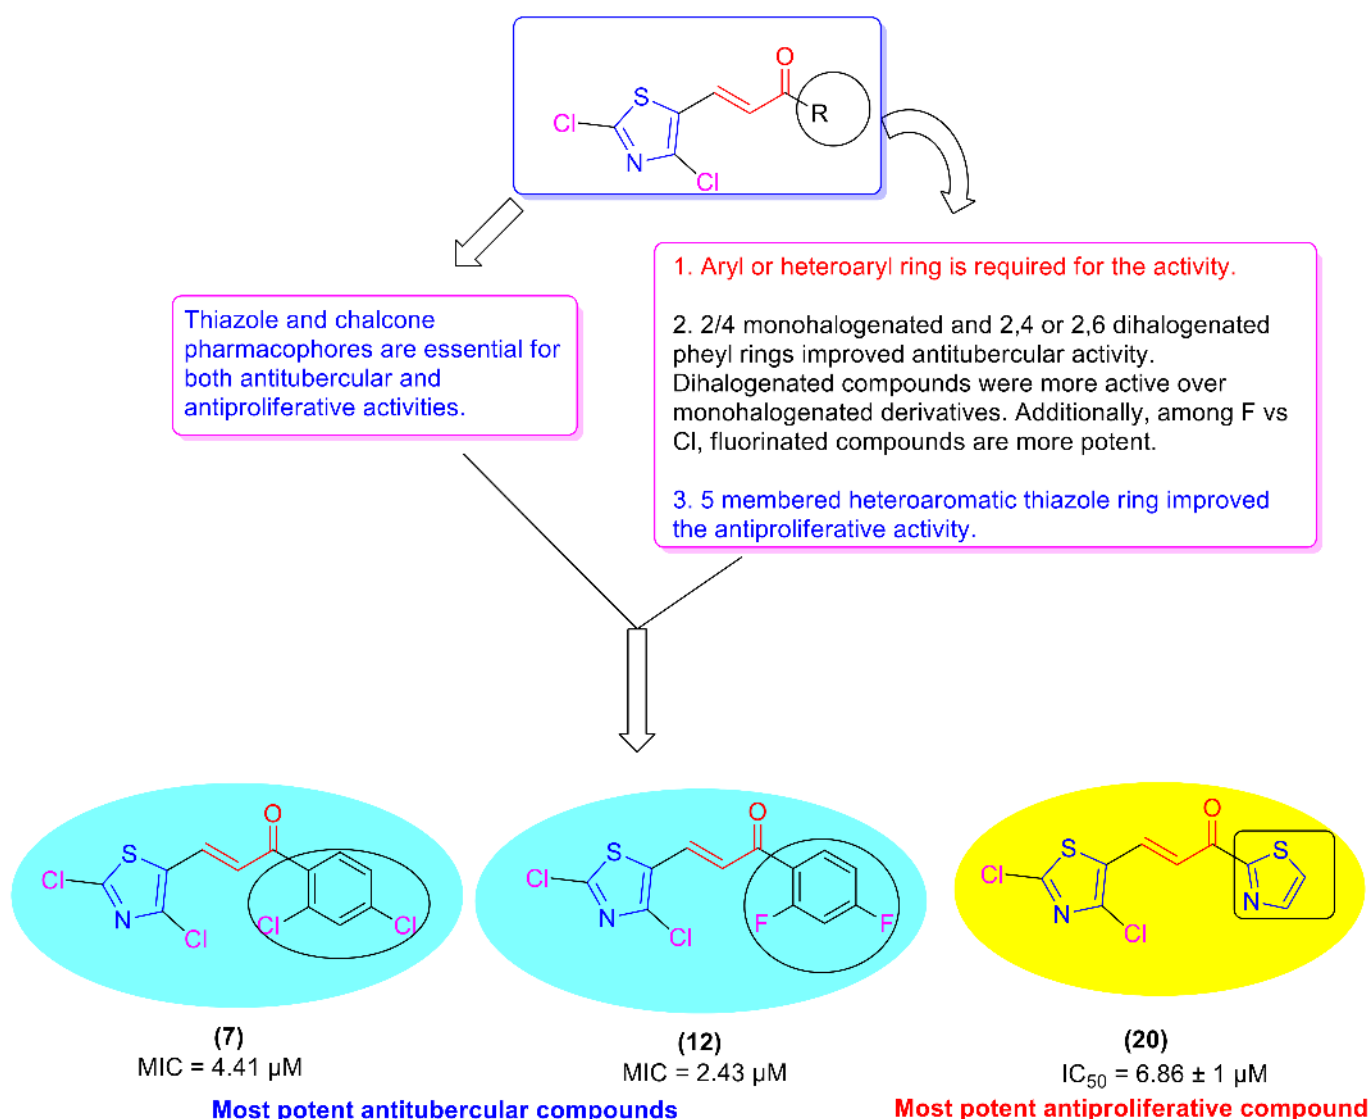 O
S
R
Cl
N
Cl
1. Aryl or heteroaryl ring is required for the activity.
Thiazole and chalcone
pharmacophores are essential for
both antitubercular and
antiproliferative activities.
2. 2/4 monohalogenated and 2,4 or 2,6 dihalogenated
pheyl rings improved antitubercular activity.
Dihalogenated compounds were more active over
monohalogenated derivatives. Additionally, among F vs
Cl, fluorinated compounds are more potent.
3. 5 membered heteroaromatic thiazole ring improved
the antiproliferative activity.
O
S
Cl
N
Cl
Cl
Cl
(7)
MIC = 4.41 µM
O
S
Cl
N
Cl
F
F
(12)
MIC = 2.43 µM
O
S
S
Cl
N
N
Cl
(20)
IC50 = 6.86 ± 1 µM
Most potent antitubercular compounds
Most potent antiproliferative compound